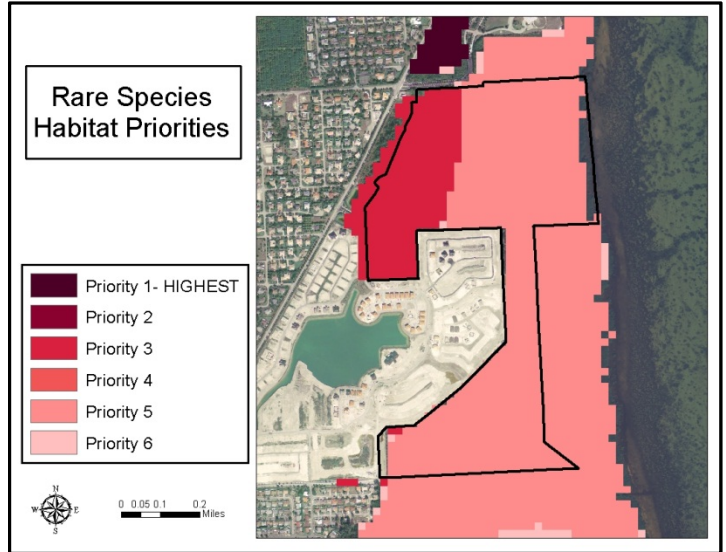 Rare Species
Habitat Priorities
Priority 1- HIGHEST
Priority 2
Priority 3
Priority 4
Priority 5
Priority 6
N
W E
S
0 0.05 0.1 0.2
Miles